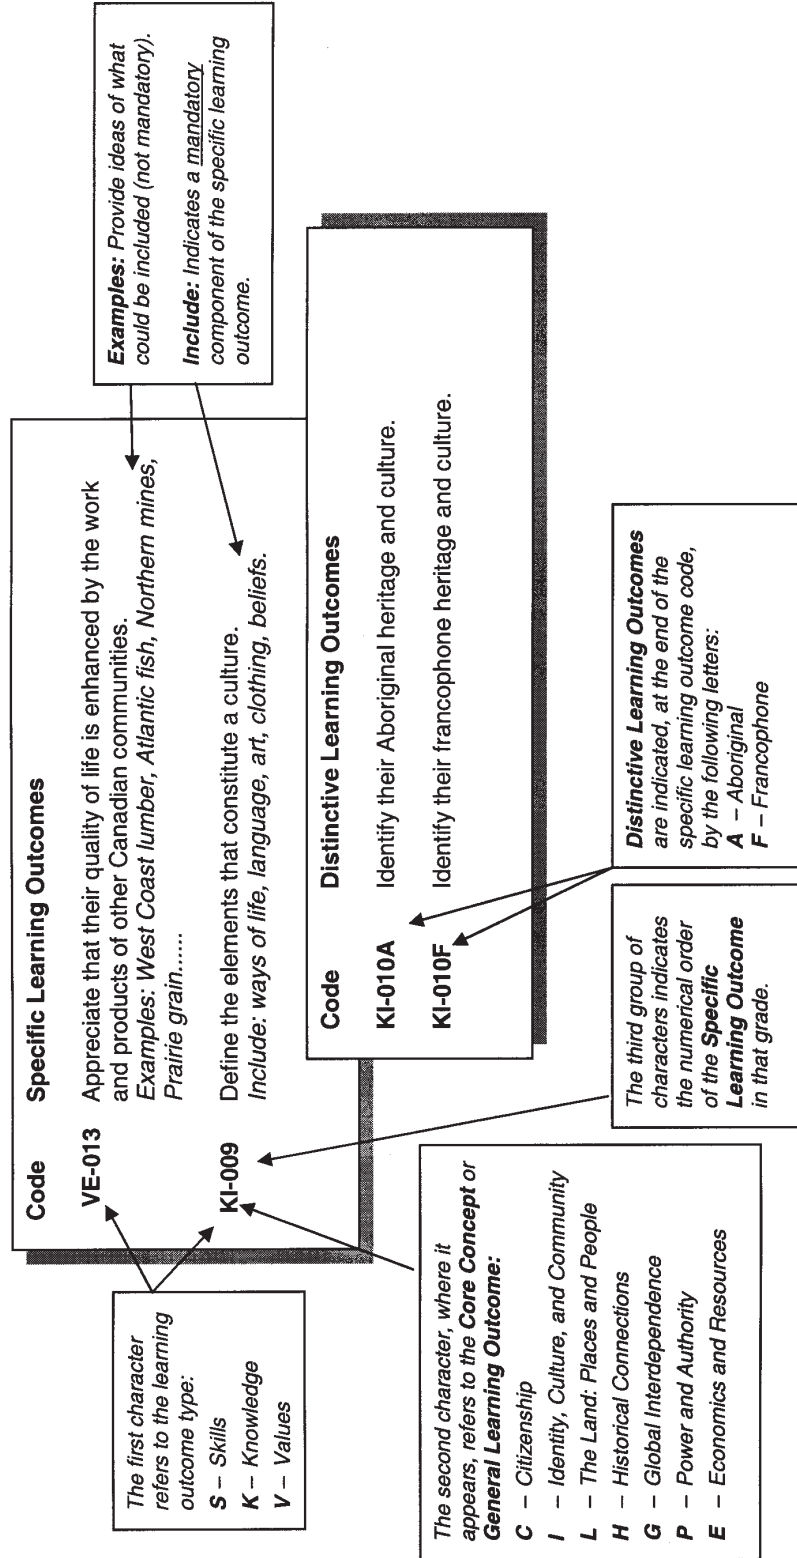 The first character
refers to the learning
outcome type:
S – Skills
K – Knowledge
V – Values
Code Specific Learning Outcomes
VE-013 Appreciate that their quality of life is enhanced by the work
and products of other Canadian communities.
Examples: West Coast lumber, Atlantic fish, Northern mines,
Prairie grain......
KI-009 Define the elements that constitute a culture.
Include: ways of life, language, art, clothing, beliefs.
Examples: Provide ideas of what
could be included (not mandatory).
Include: Indicates a mandatory
component of the specific learning
outcome.
Code Distinctive Learning Outcomes
KI-010A Identify their Aboriginal heritage and culture.
KI-010F Identify their francophone heritage and culture.
The second character, where it
appears, refers to the Core Concept or
General Learning Outcome:
C – Citizenship
I – Identity, Culture, and Community
L – The Land: Places and People
H – Historical Connections
G – Global Interdependence
P – Power and Authority
E – Economics and Resources
The third group of
characters indicates
the numerical order
of the Specific
Learning Outcome
in that grade.
Distinctive Learning Outcomes
are indicated, at the end of the
specific learning outcome code,
by the following letters:
A – Aboriginal
F – Francophone